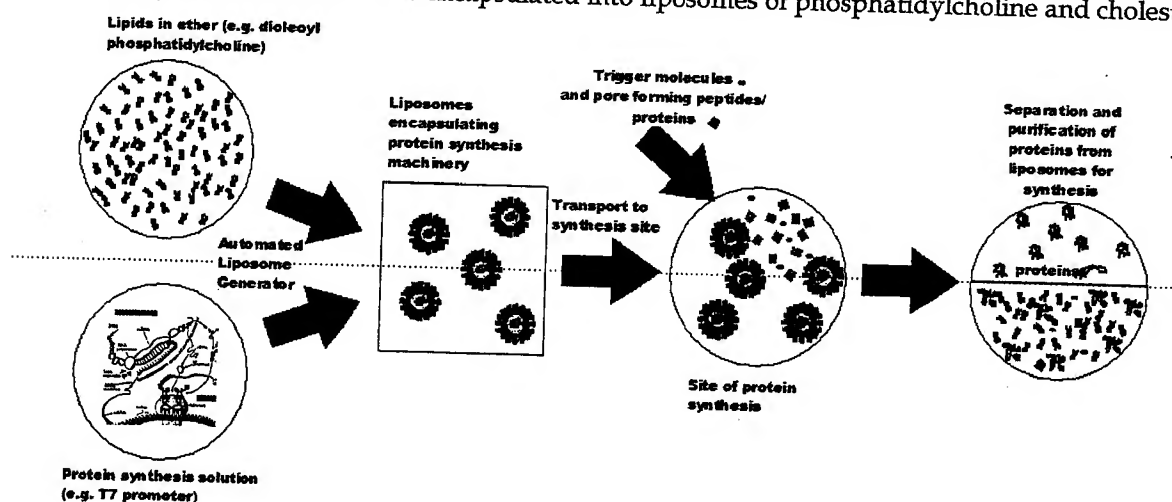 encapsulated into liposomes of phosphatidylcholine and choles
Lipids in ether (e.g. dioleoyl
phosphatidylcholine)
Liposomes
encapsulating
protein synthesis
machinery
Trigger molecules
and pore forming peptides/
proteins
Separation and
purification of
proteins from
liposomes for
synthesis
Automated
Liposome
Generator
Transport to
synthesis site
proteins
Site of protein
synthesis
Protein synthesis solution
(e.g. T7 promoter)